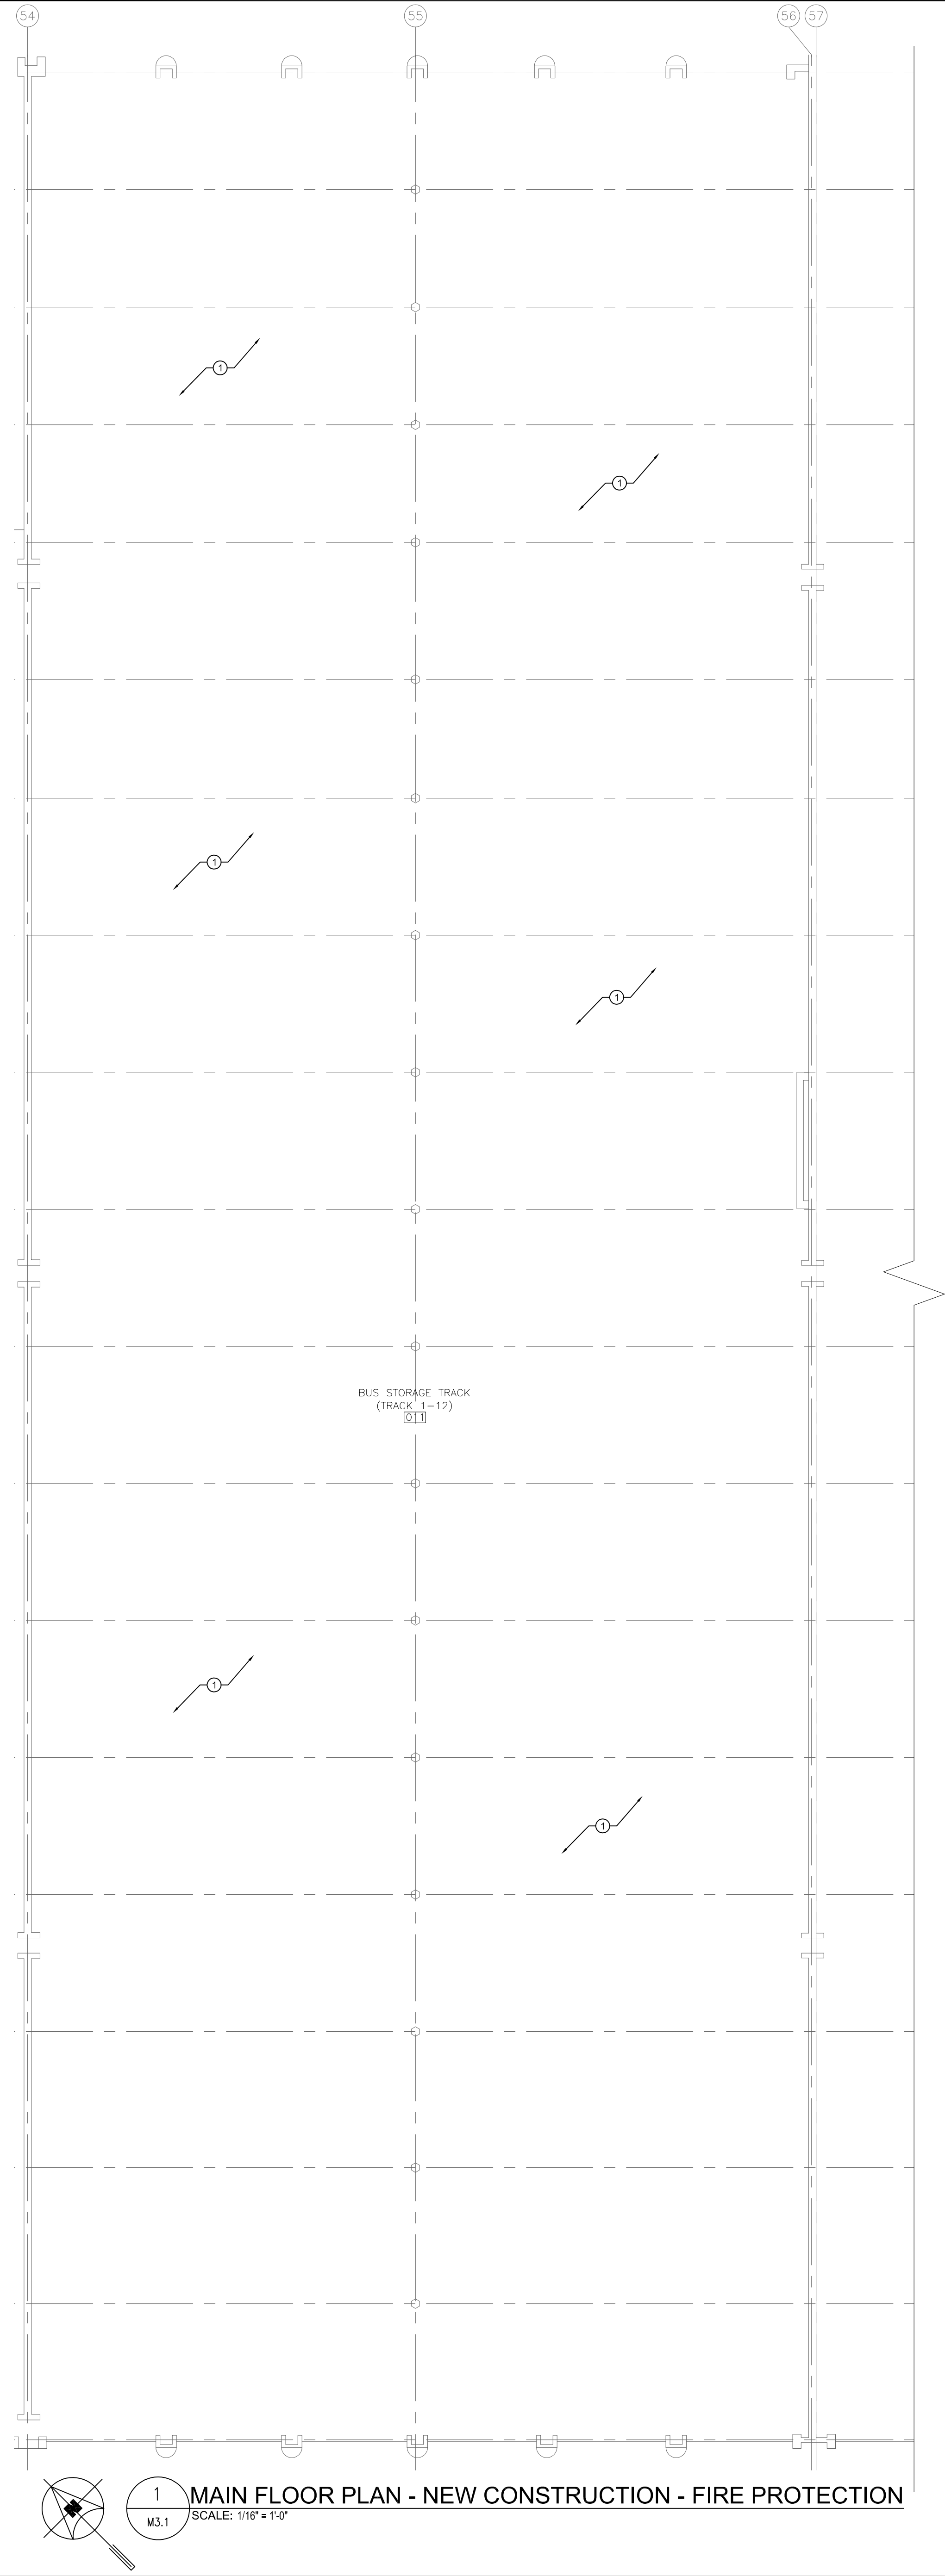 54 55 56 57
1
1
1
1
BUS STORAGE TRACK
(TRACK 1-12)
011
1
1
1
M3.1
MAIN FLOOR PLAN - NEW CONSTRUCTION - FIRE PROTECTION
SCALE: 1/16" = 1'-0"